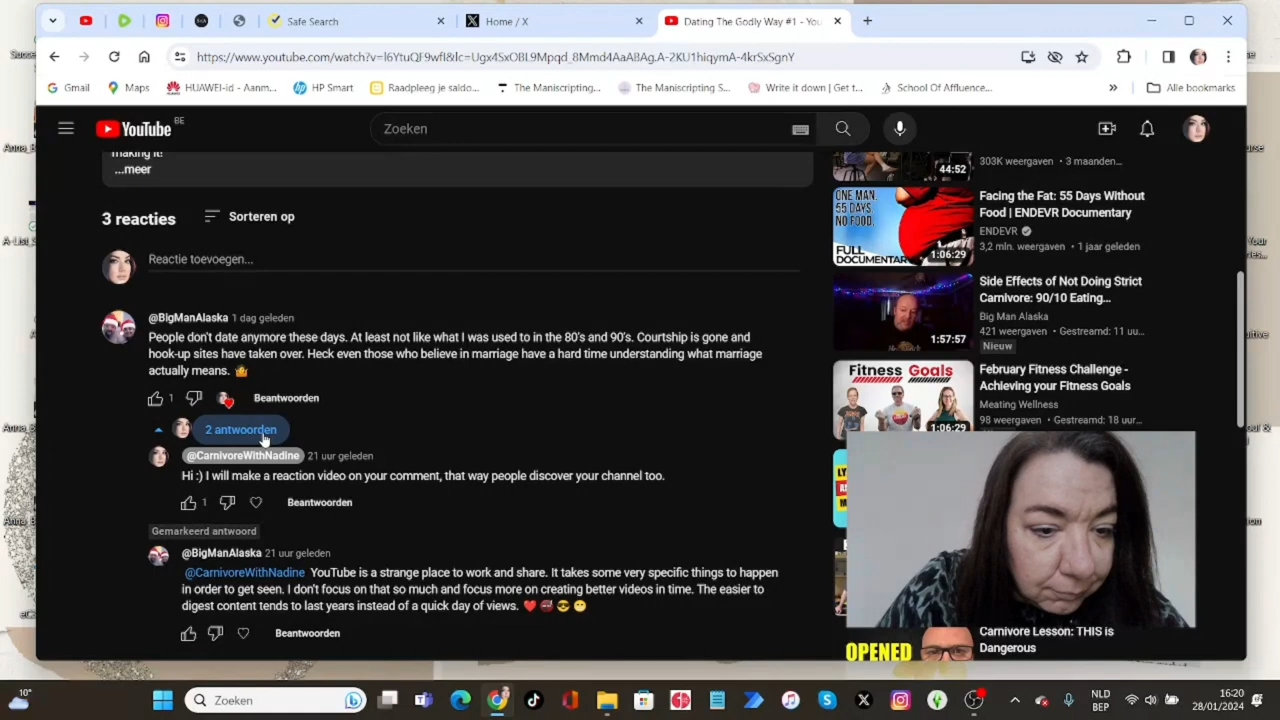 Safe Search
Home / X
Dating The Godly Way #1 - You
https://www.youtube.com/watch?v=l6YtuQF9wfI&lc=Ugx4SxOBL9Mpqd_8Mmd4AaABAg.A-2KU1hiqymA-4krSxSgnY
Gmail
Maps
HUAWEI-id - Aanm...
HP Smart
Raadpleeg je esdo...
The Maniscripting...
The Maniscripting S...
Write it down | Get t...
School Of Affluence...
All bookmarks
YouTube BE
Zoeken
making it!
...meer
3 reacties
Sorteren op
Reactie toevoegen...
@BigManAlaska 1 dag geleden
People don't date anymore these days. At least not like what I was used to in the 80's and 90's. Courtship is gone and
hook-up sites have taken over. Heck even those who believe in marriage have a hard time understanding what marriage
actually means. 🤷
1
Beantwoorden
2 antwoorden
@CarnivoreWithNadine 21 uur geleden
Hi :) I will make a reaction video on your comment, that way people discover your channel too.
1
Beantwoorden
Gemarkeerd antwoord
@BigManAlaska 21 uur geleden
@CarnivoreWithNadine YouTube is a strange place to work and share. It takes some very specific things to happen
in order to get seen. I don't focus on that so much and focus more on creating better videos in time. The easier to
digest content tends to last years instead of a quick day of views.
Beantwoorden
303K weergaven • 3 maanden...
44:52
ONE MAN.
55 DAYS.
NO FOOD.
FULL
DOCUMENTAR
1:06:29
Facing the Fat: 55 Days Without
Food | ENDEVR Documentary
ENDEVR
3,2 mln. weergaven • 1 jaar geleden
1:57:57
Side Effects of Not Doing Strict
Carnivore: 90/10 Eating...
Big Man Alaska
421 weergaven • Gestreamd: 11 uu...
Nieuw
Fitness Goals
1:06:29
February Fitness Challenge -
Achieving your Fitness Goals
Meating Wellness
98 weergaven • Gestreamd: 18 uur...
OPENED
Carnivore Lesson: THIS is
Dangerous
10°
Zoeken
NLD
BEP
16:20
28/01/2024